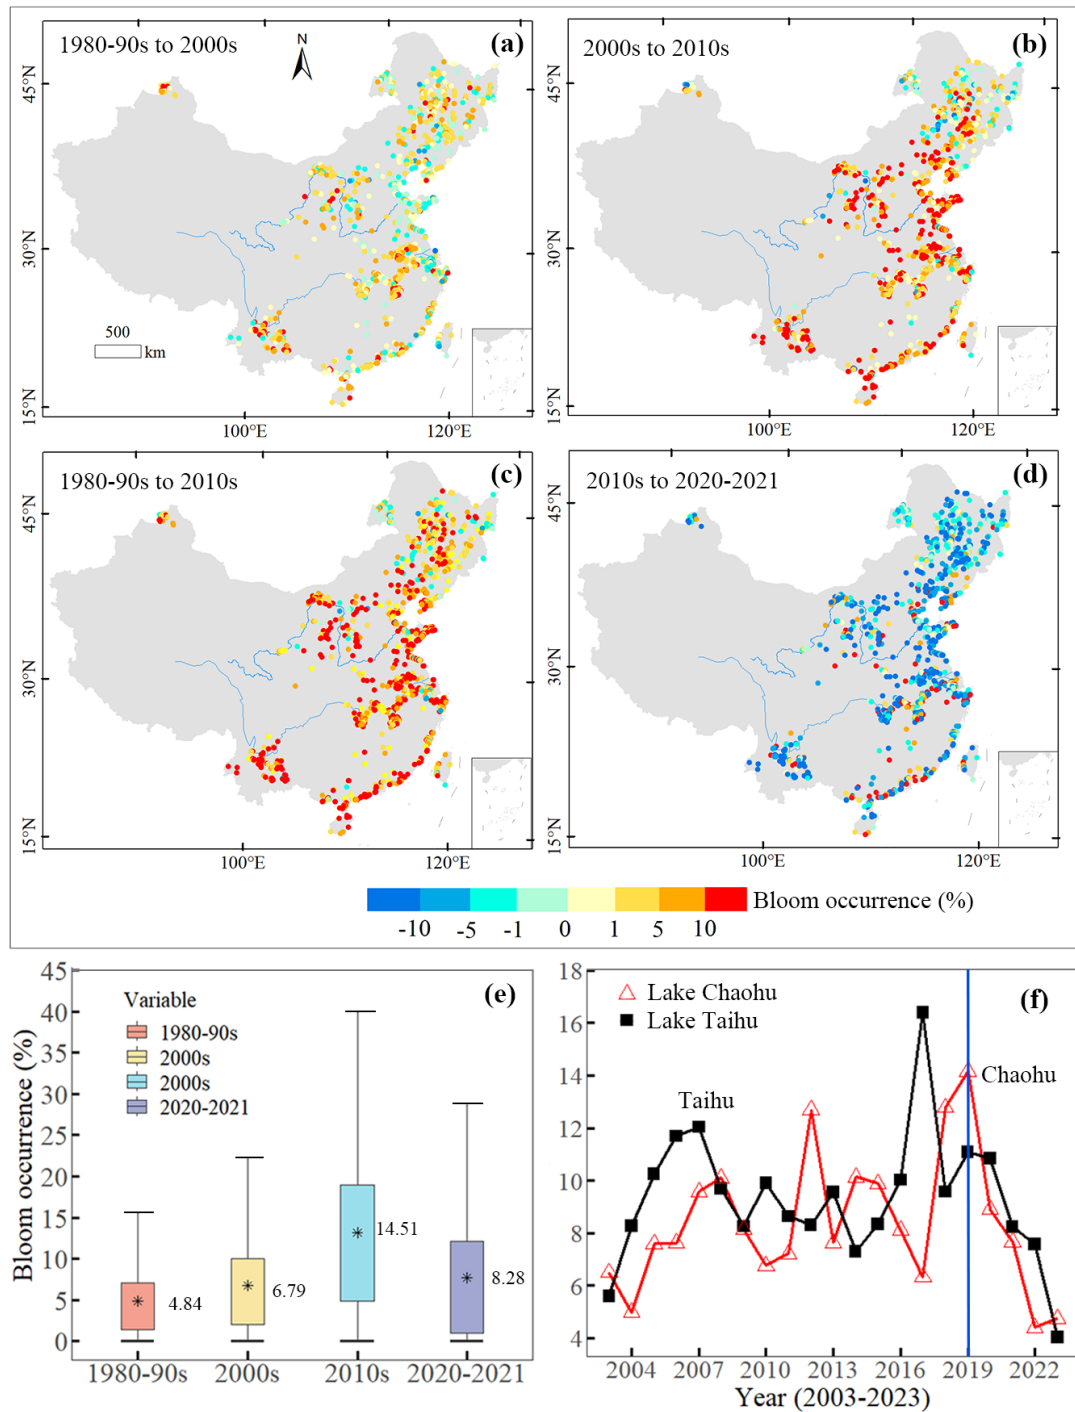 1980-90s to 2000s
(a)
N
45°N
30°N
15°N
500
km
100°E
120°E
2000s to 2010s
(b)
45°N
30°N
15°N
100°E
120°E
1980-90s to 2010s
(c)
45°N
30°N
15°N
100°E
120°E
2010s to 2020-2021
(d)
45°N
30°N
15°N
100°E
120°E
Bloom occurrence (%)
-10 -5 -1 0 1 5 10
(e)
Bloom occurrence (%)
45
40
35
30
25
20
15
10
5
0
Variable
1980-90s
2000s
2000s
2020-2021
4.84
6.79
14.51
8.28
1980-90s 2000s 2010s 2020-2021
(f)
18
16
14
12
10
8
6
4
Lake Chaohu
Lake Taihu
Taihu
Chaohu
2004 2007 2010 2013 2016 2019 2022
Year (2003-2023)